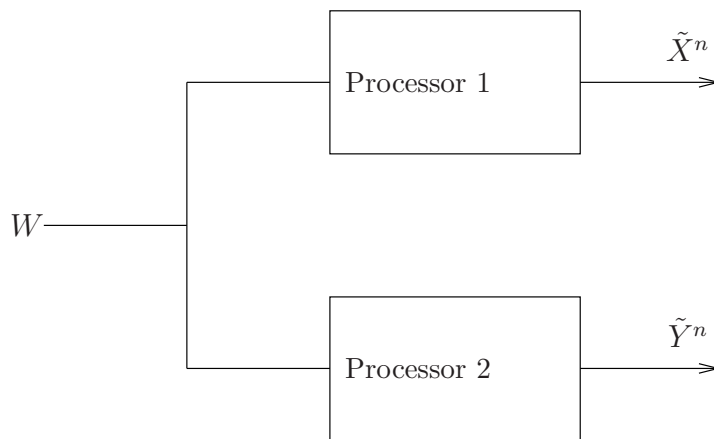 X̃ⁿ
Processor 1
W
Ỹⁿ
Processor 2